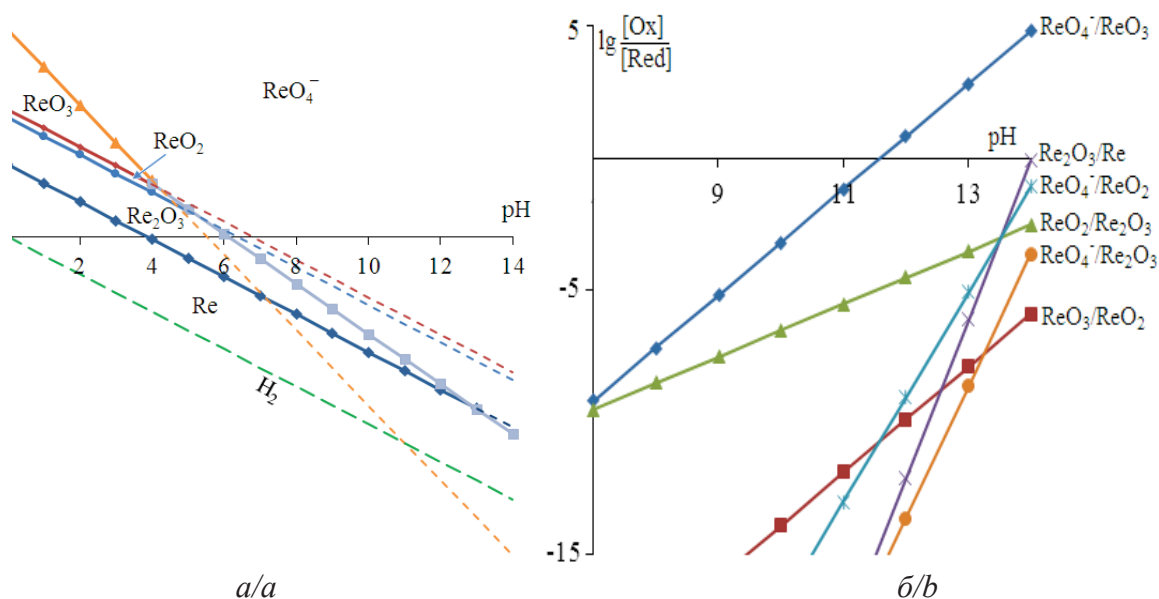 ReO₄⁻
ReO₃
ReO₂
Re₂O₃
pH
2 4 6 8 10 12 14
Re
H₂
а/a
5
lg [Ox]/[Red]
ReO₄⁻/ReO₃
pH
9 11 13
Re₂O₃/Re
ReO₄⁻/ReO₂
ReO₂/Re₂O₃
ReO₄⁻/Re₂O₃
-5
ReO₃/ReO₂
-15
б/b